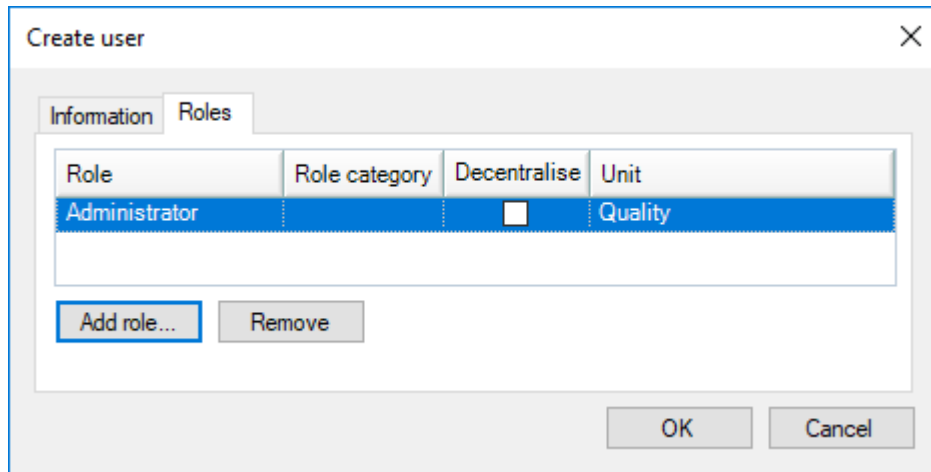 Create user
Information Roles
Role Role category Decentralise Unit
Administrator Quality
Add role... Remove
OK Cancel